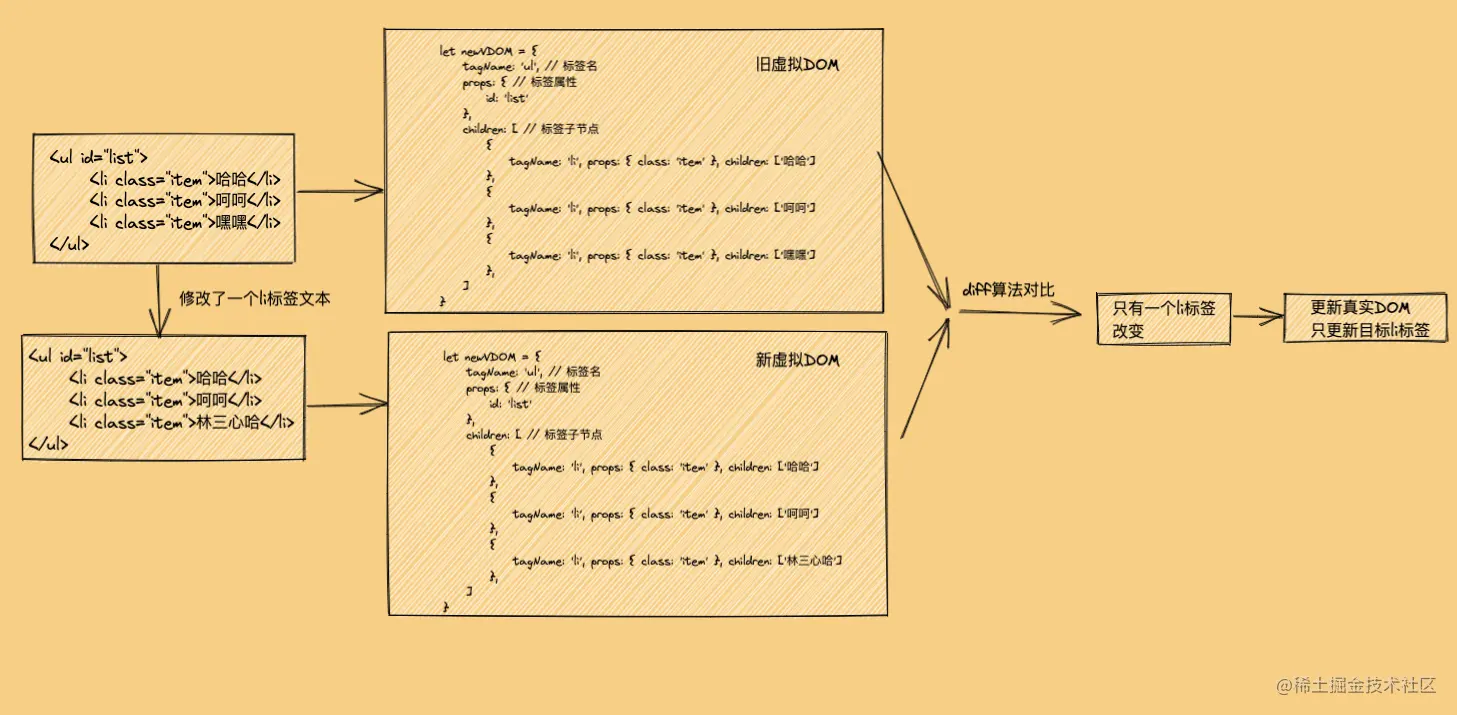 <ul id="list">
<li class="item">哈哈</li>
<li class="item">呵呵</li>
<li class="item">嘿嘿</li>
</ul>
修改了一个li标签文本
<ul id="list">
<li class="item">哈哈</li>
<li class="item">呵呵</li>
<li class="item">林三心哈</li>
</ul>
旧虚拟DOM
let newVDOM = {
tagName: 'ul', // 标签名
props: { // 标签属性
id: 'list'
},
children: [ // 标签子节点
{
tagName: 'li', props: { class: 'item' }, children: ['哈哈']
},
{
tagName: 'li', props: { class: 'item' }, children: ['呵呵']
},
{
tagName: 'li', props: { class: 'item' }, children: ['嘿嘿']
},
]
}
新虚拟DOM
let newVDOM = {
tagName: 'ul', // 标签名
props: { // 标签属性
id: 'list'
},
children: [ // 标签子节点
{
tagName: 'li', props: { class: 'item' }, children: ['哈哈']
},
{
tagName: 'li', props: { class: 'item' }, children: ['呵呵']
},
{
tagName: 'li', props: { class: 'item' }, children: ['林三心哈']
},
]
}
diff算法对比
只有一个li标签
改变
更新真实DOM
只更新目标li标签
@稀土掘金技术社区